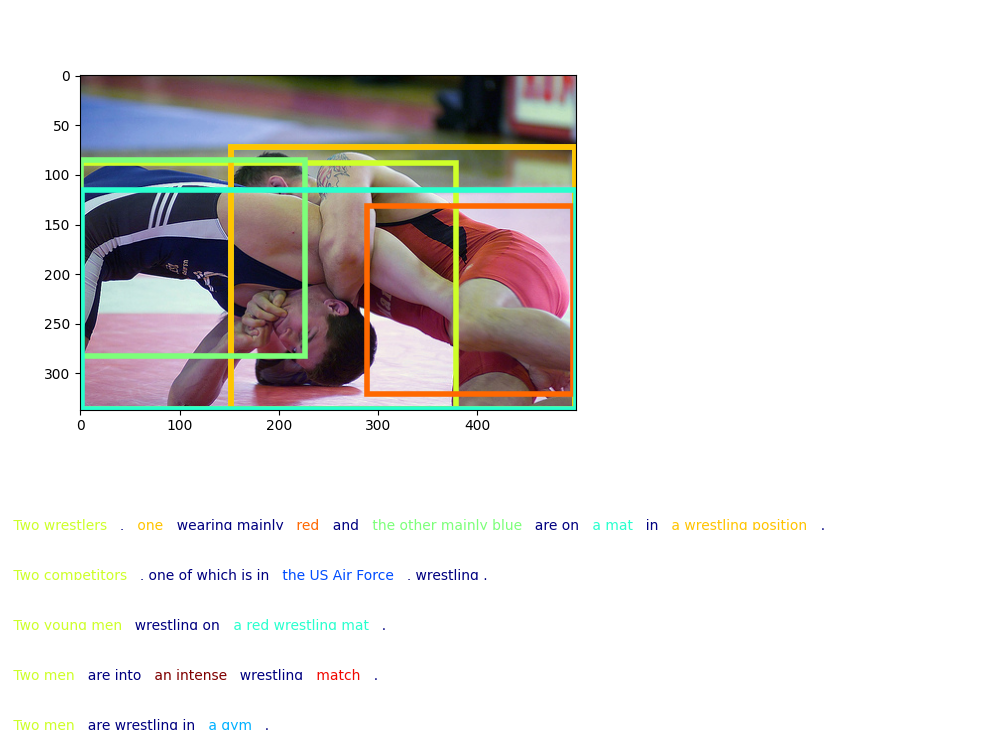 0
50
100
150
200
250
300
0 100 200 300 400
Two wrestlers , one wearing mainly red and the other mainly blue are on a mat in a wrestling position .
Two competitors , one of which is in the US Air Force , wrestling .
Two young men wrestling on a red wrestling mat .
Two men are into an intense wrestling match .
Two men are wrestling in a gym .